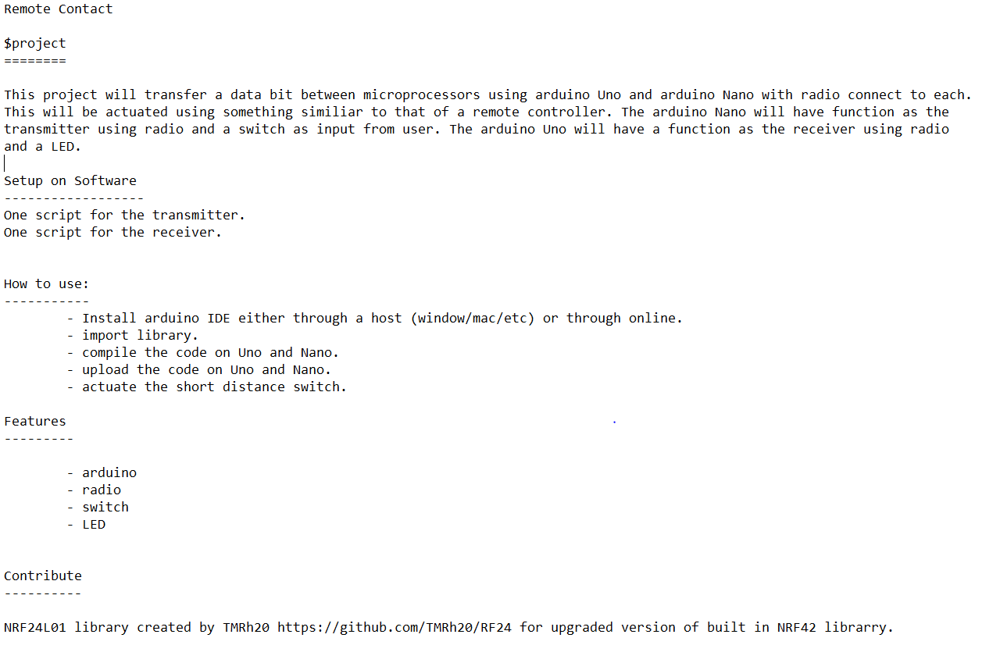 Remote Contact
$project
========
This project will transfer a data bit between microprocessors using arduino Uno and arduino Nano with radio connect to each.
This will be actuated using something similiar to that of a remote controller. The arduino Nano will have function as the
transmitter using radio and a switch as input from user. The arduino Uno will have a function as the receiver using radio
and a LED.
Setup on Software
------------------
One script for the transmitter.
One script for the receiver.
How to use:
-----------
- Install arduino IDE either through a host (window/mac/etc) or through online.
- import library.
- compile the code on Uno and Nano.
- upload the code on Uno and Nano.
- actuate the short distance switch.
Features
---------
- arduino
- radio
- switch
- LED
Contribute
----------
NRF24L01 library created by TMRh20 https://github.com/TMRh20/RF24 for upgraded version of built in NRF42 librarry.